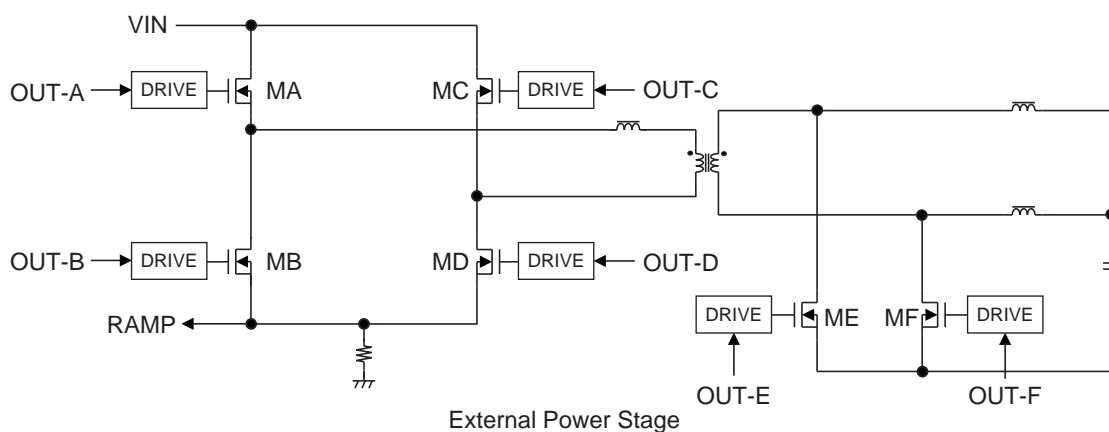 VIN
OUT-A DRIVE MA MC DRIVE OUT-C
OUT-B DRIVE MB MD DRIVE OUT-D
RAMP
DRIVE ME MF DRIVE
OUT-E OUT-F
External Power Stage